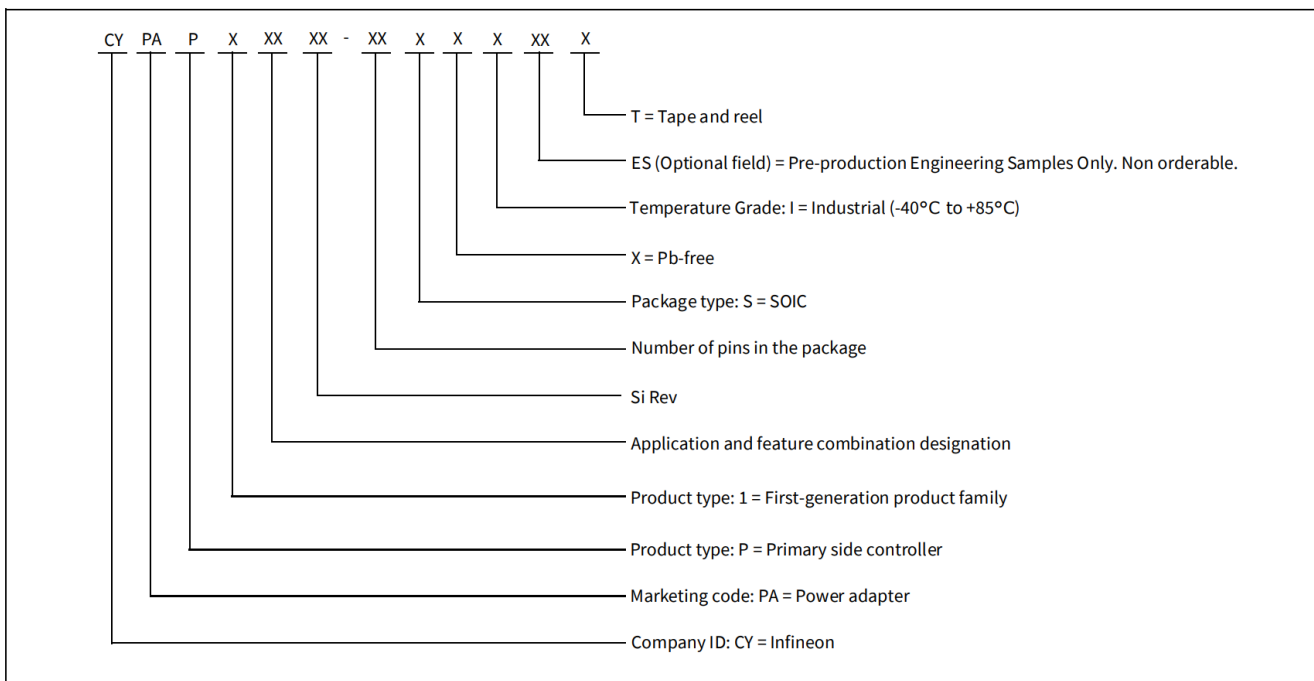 CY PA P X XX XX - XX X X X XX X
T = Tape and reel
ES (Optional field) = Pre-production Engineering Samples Only. Non orderable.
Temperature Grade: I = Industrial (-40°C to +85°C)
X = Pb-free
Package type: S = SOIC
Number of pins in the package
Si Rev
Application and feature combination designation
Product type: 1 = First-generation product family
Product type: P = Primary side controller
Marketing code: PA = Power adapter
Company ID: CY = Infineon